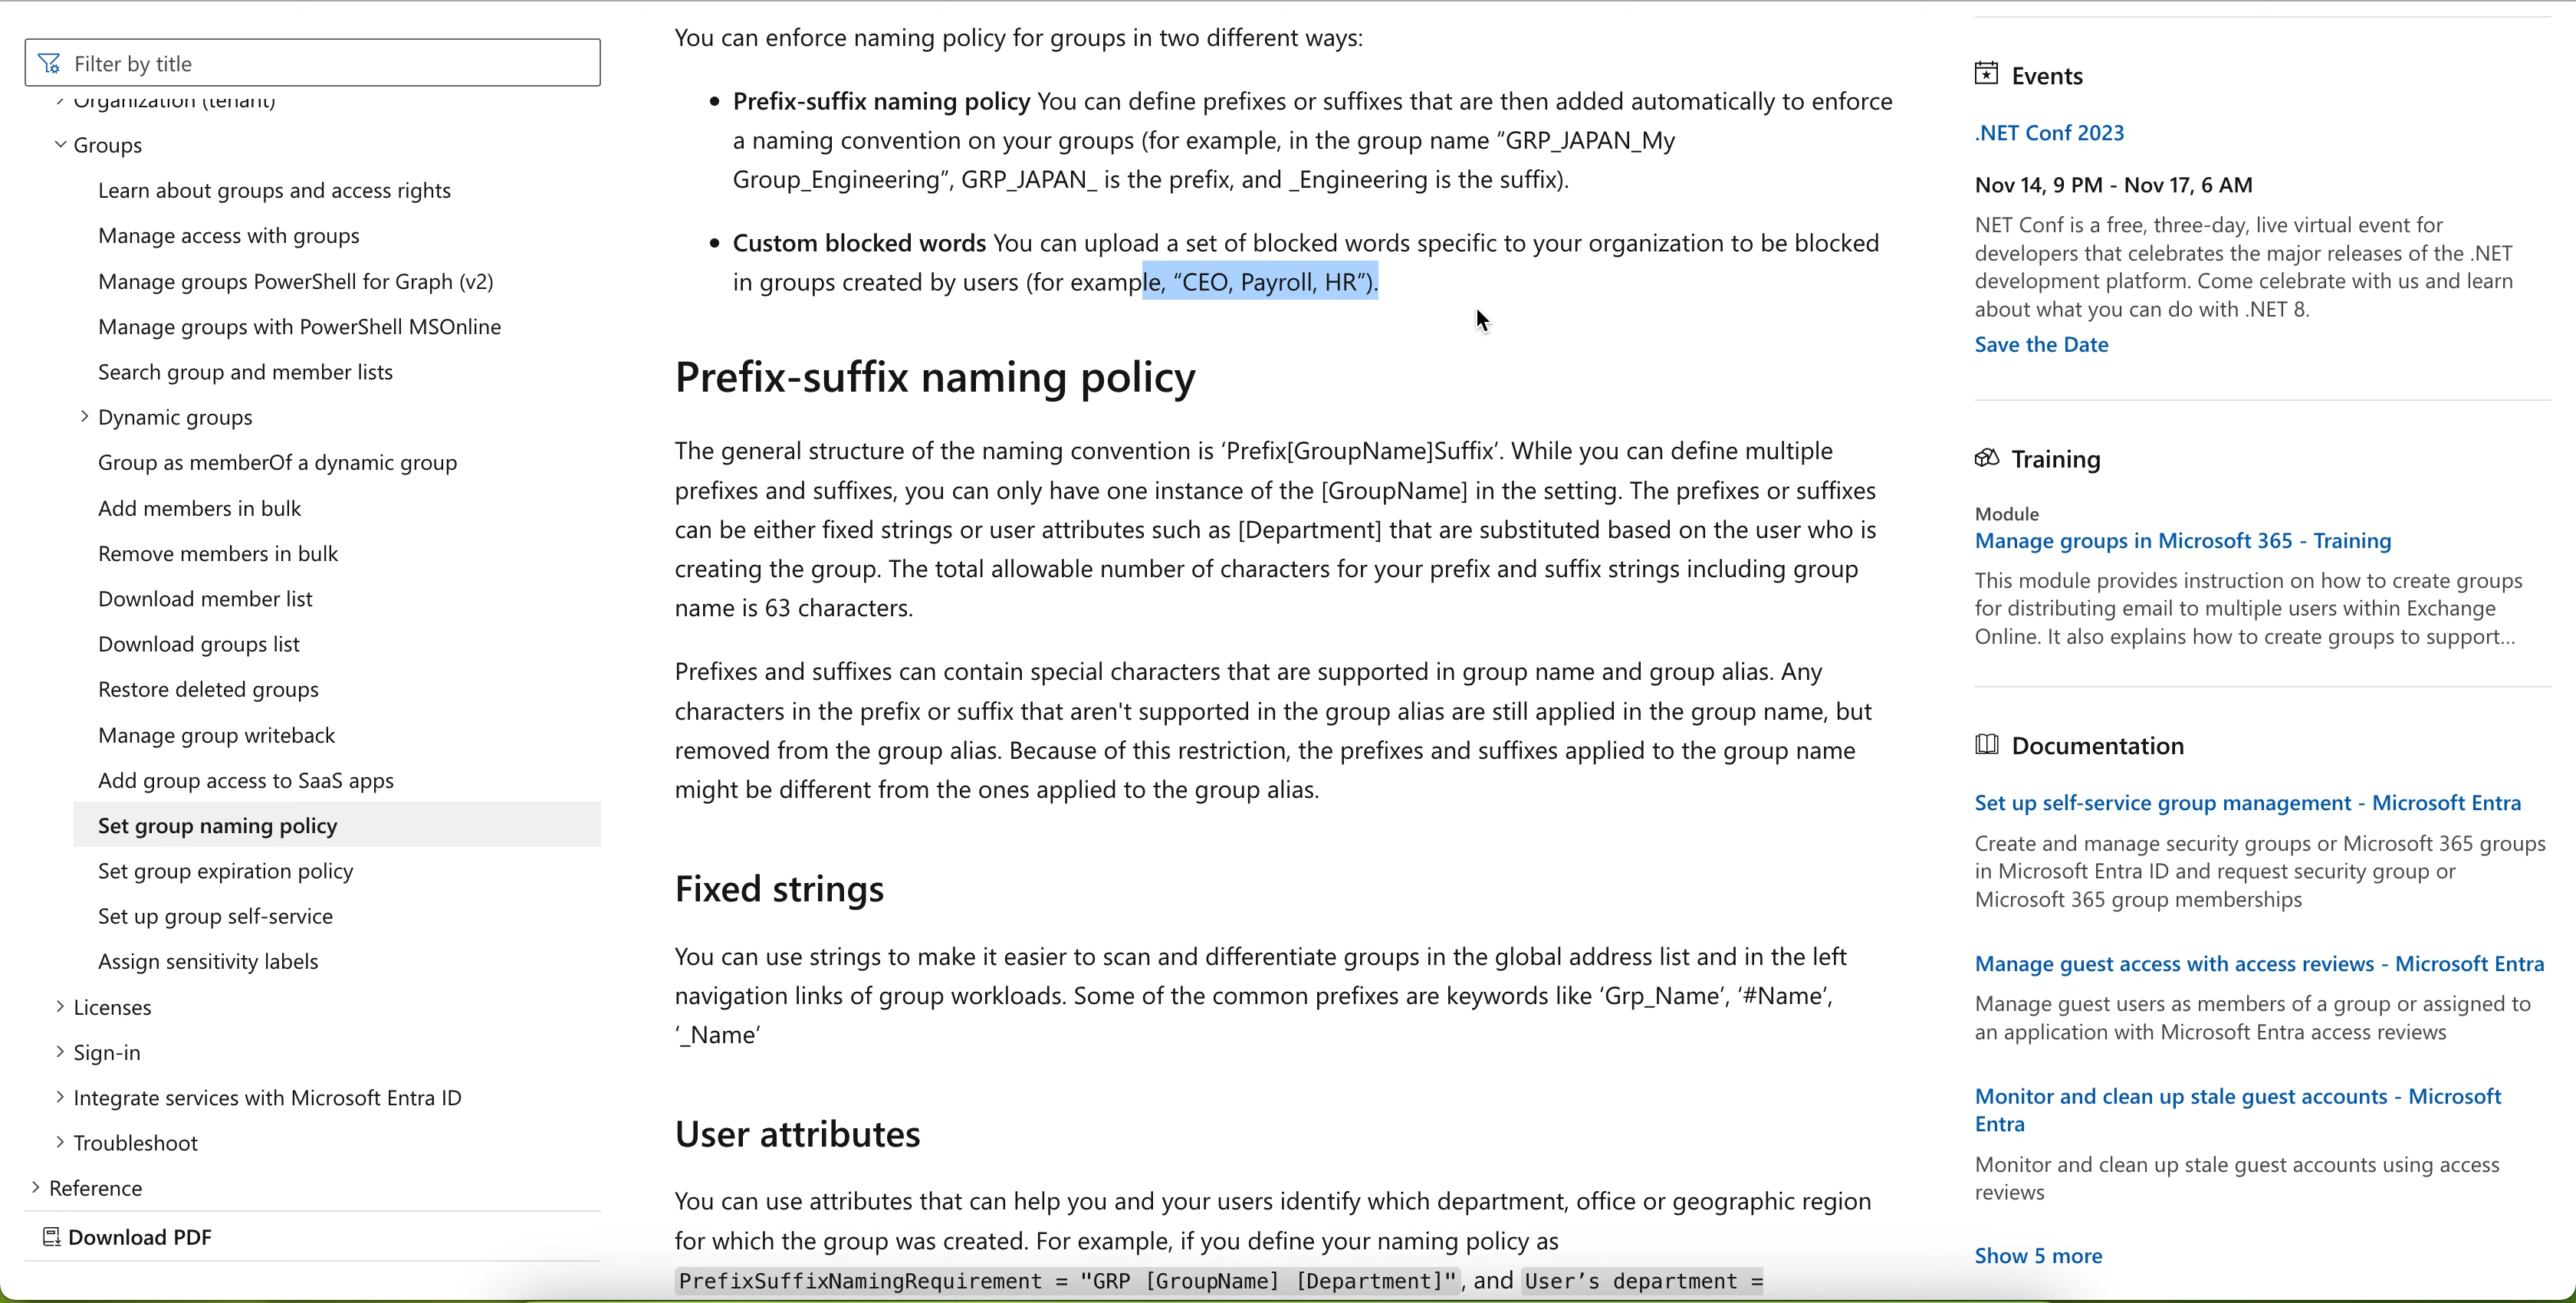 Filter by title
Organization (tenant)
Groups
Learn about groups and access rights
Manage access with groups
Manage groups PowerShell for Graph (v2)
Manage groups with PowerShell MSOnline
Search group and member lists
Dynamic groups
Group as memberOf a dynamic group
Add members in bulk
Remove members in bulk
Download member list
Download groups list
Restore deleted groups
Manage group writeback
Add group access to SaaS apps
Set group naming policy
Set group expiration policy
Set up group self-service
Assign sensitivity labels
Licenses
Sign-in
Integrate services with Microsoft Entra ID
Troubleshoot
Reference
Download PDF
You can enforce naming policy for groups in two different ways:
• Prefix-suffix naming policy You can define prefixes or suffixes that are then added automatically to enforce
a naming convention on your groups (for example, in the group name “GRP_JAPAN_My
Group_Engineering”, GRP_JAPAN_ is the prefix, and _Engineering is the suffix).
• Custom blocked words You can upload a set of blocked words specific to your organization to be blocked
in groups created by users (for example, “CEO, Payroll, HR”).
Prefix-suffix naming policy
The general structure of the naming convention is ‘Prefix[GroupName]Suffix’. While you can define multiple
prefixes and suffixes, you can only have one instance of the [GroupName] in the setting. The prefixes or suffixes
can be either fixed strings or user attributes such as [Department] that are substituted based on the user who is
creating the group. The total allowable number of characters for your prefix and suffix strings including group
name is 63 characters.
Prefixes and suffixes can contain special characters that are supported in group name and group alias. Any
characters in the prefix or suffix that aren't supported in the group alias are still applied in the group name, but
removed from the group alias. Because of this restriction, the prefixes and suffixes applied to the group name
might be different from the ones applied to the group alias.
Fixed strings
You can use strings to make it easier to scan and differentiate groups in the global address list and in the left
navigation links of group workloads. Some of the common prefixes are keywords like ‘Grp_Name’, ‘#Name’,
‘_Name’
User attributes
You can use attributes that can help you and your users identify which department, office or geographic region
for which the group was created. For example, if you define your naming policy as
PrefixSuffixNamingRequirement = "GRP [GroupName] [Department]", and User’s department =
Events
.NET Conf 2023
Nov 14, 9 PM - Nov 17, 6 AM
NET Conf is a free, three-day, live virtual event for
developers that celebrates the major releases of the .NET
development platform. Come celebrate with us and learn
about what you can do with .NET 8.
Save the Date
Training
Module
Manage groups in Microsoft 365 - Training
This module provides instruction on how to create groups
for distributing email to multiple users within Exchange
Online. It also explains how to create groups to support...
Documentation
Set up self-service group management - Microsoft Entra
Create and manage security groups or Microsoft 365 groups
in Microsoft Entra ID and request security group or
Microsoft 365 group memberships
Manage guest access with access reviews - Microsoft Entra
Manage guest users as members of a group or assigned to
an application with Microsoft Entra access reviews
Monitor and clean up stale guest accounts - Microsoft
Entra
Monitor and clean up stale guest accounts using access
reviews
Show 5 more